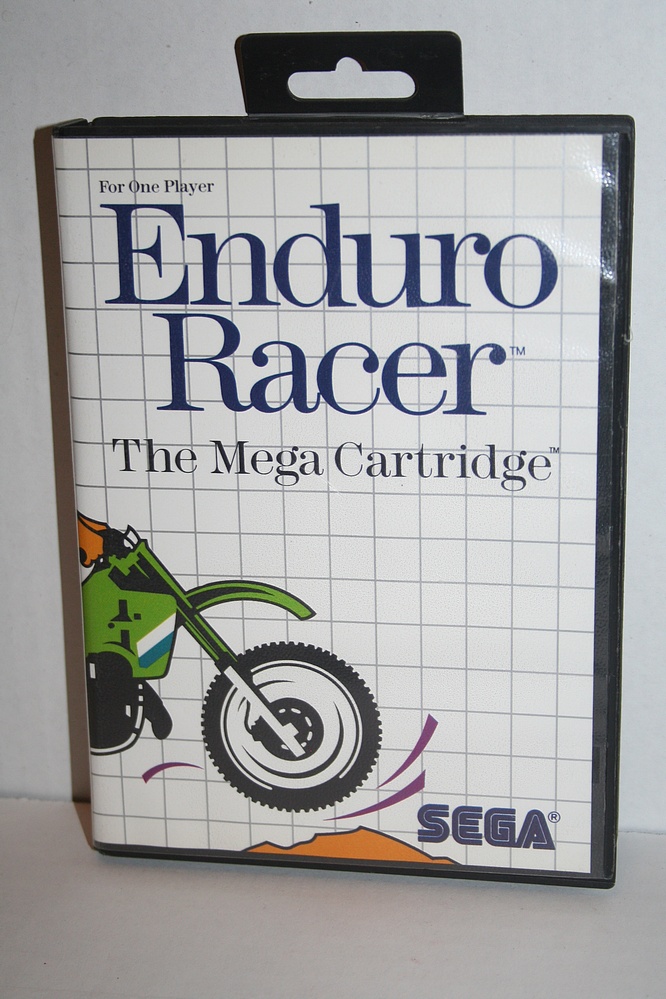 For One Player
Enduro
Racer™
The Mega Cartridge™
SEGA®